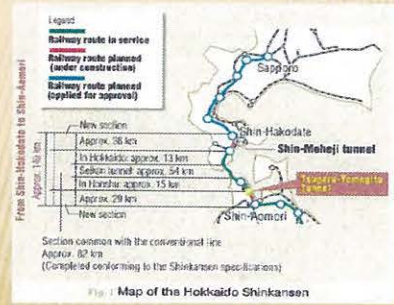 Legend
Railway route in service
Railway route planned
(under construction)
Railway route planned
(applied for approval)
Sapporo
Shin-Hakodate
Shin-Moheji tunnel
From Shin-Hakodate to Shin-Aomori
Approx. 149 km
New section
Approx. 38 km
In Hokkaido: approx. 13 km
Seikan tunnel: approx. 54 km
In Honshu: approx. 15 km
Approx. 29 km
New section
Tunnel
Shin-Aomori
Section common with the conventional line
Approx. 82 km
(Completed conforming to the Shinkansen specifications)
Map of the Hokkaido Shinkansen